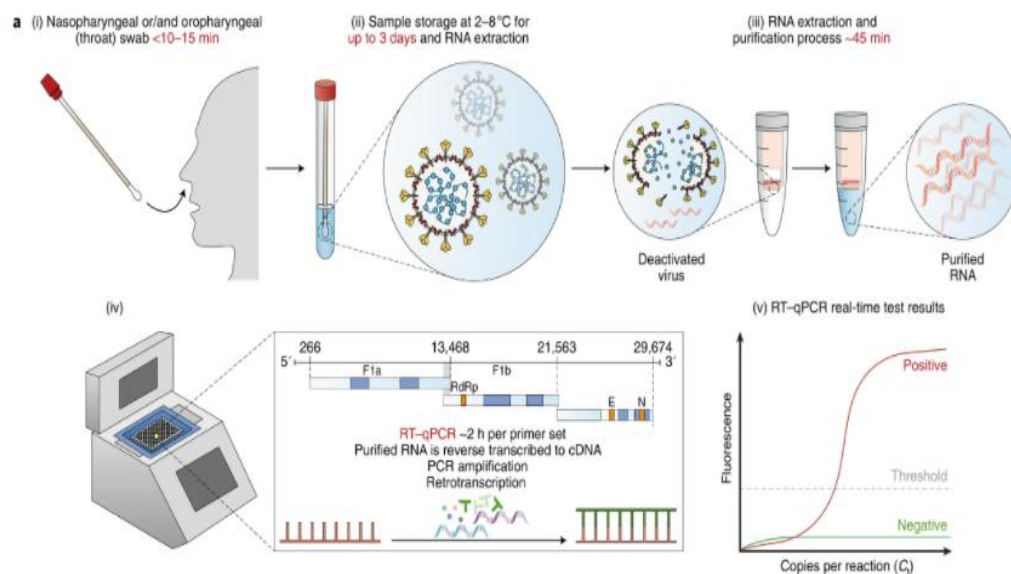 a (i) Nasopharyngeal or/and oropharyngeal
(throat) swab <10–15 min
(ii) Sample storage at 2–8 °C for
up to 3 days and RNA extraction
(iii) RNA extraction and
purification process ~45 min
Deactivated
virus
Purified
RNA
(iv)
266 13,468 21,563 29,674
5′ 3′
F1a F1b
RdRp
E N
RT–qPCR ~2 h per primer set
Purified RNA is reverse transcribed to cDNA
PCR amplification
Retrotranscription
(v) RT–qPCR real-time test results
Positive
Fluorescence
Threshold
Negative
Copies per reaction (Ct)